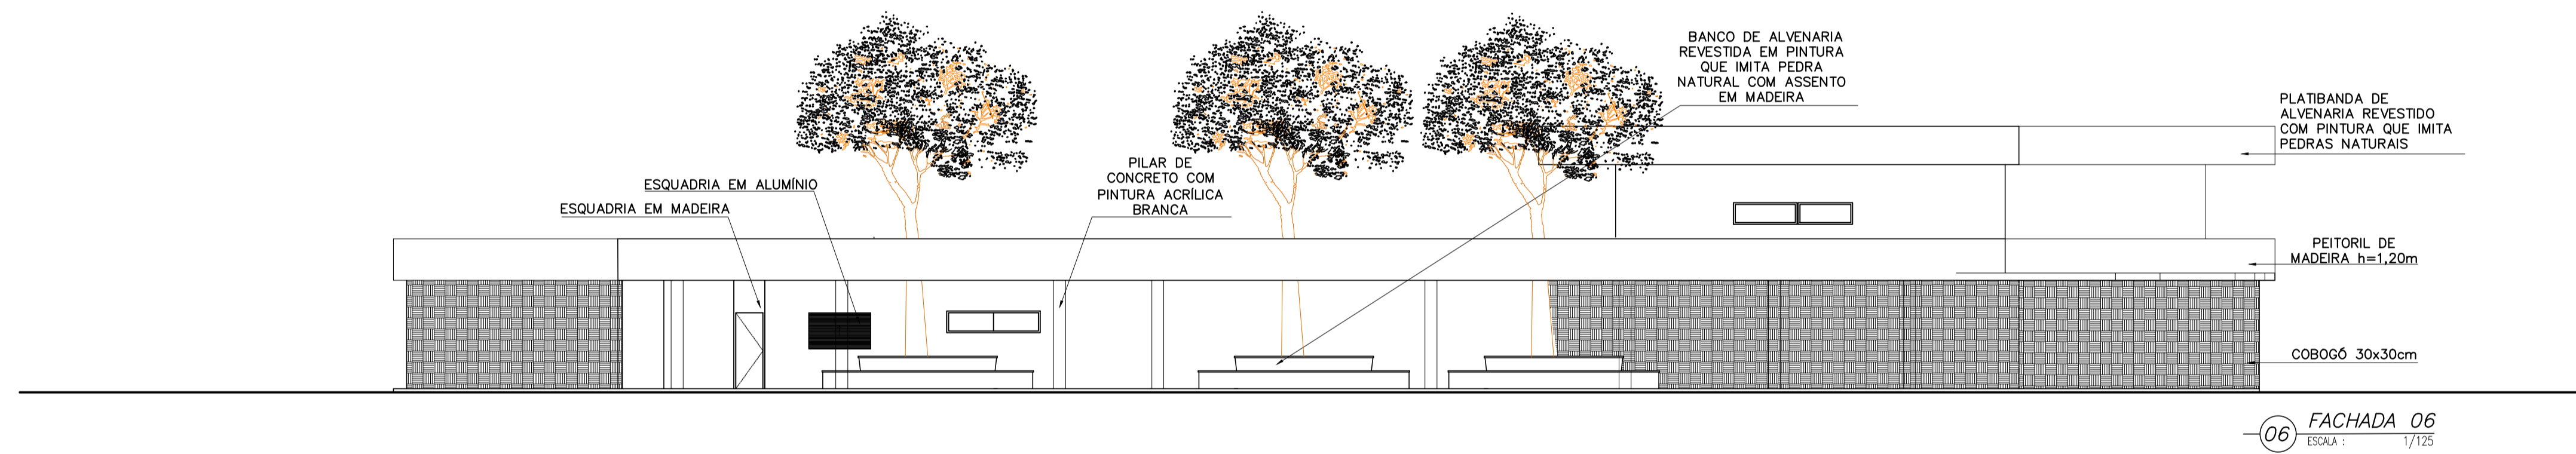 BANCO DE ALVENARIA
REVESTIDA EM PINTURA
QUE IMITA PEDRA
NATURAL COM ASSENTO
EM MADEIRA
PLATIBANDA DE
ALVENARIA REVESTIDO
COM PINTURA QUE IMITA
PEDRAS NATURAIS
PILAR DE
CONCRETO COM
PINTURA ACRÍLICA
BRANCA
ESQUADRIA EM ALUMÍNIO
ESQUADRIA EM MADEIRA
PEITORIL DE
MADEIRA h=1,20m
COBOGÓ 30x30cm
06 FACHADA 06
ESCALA : 1/125